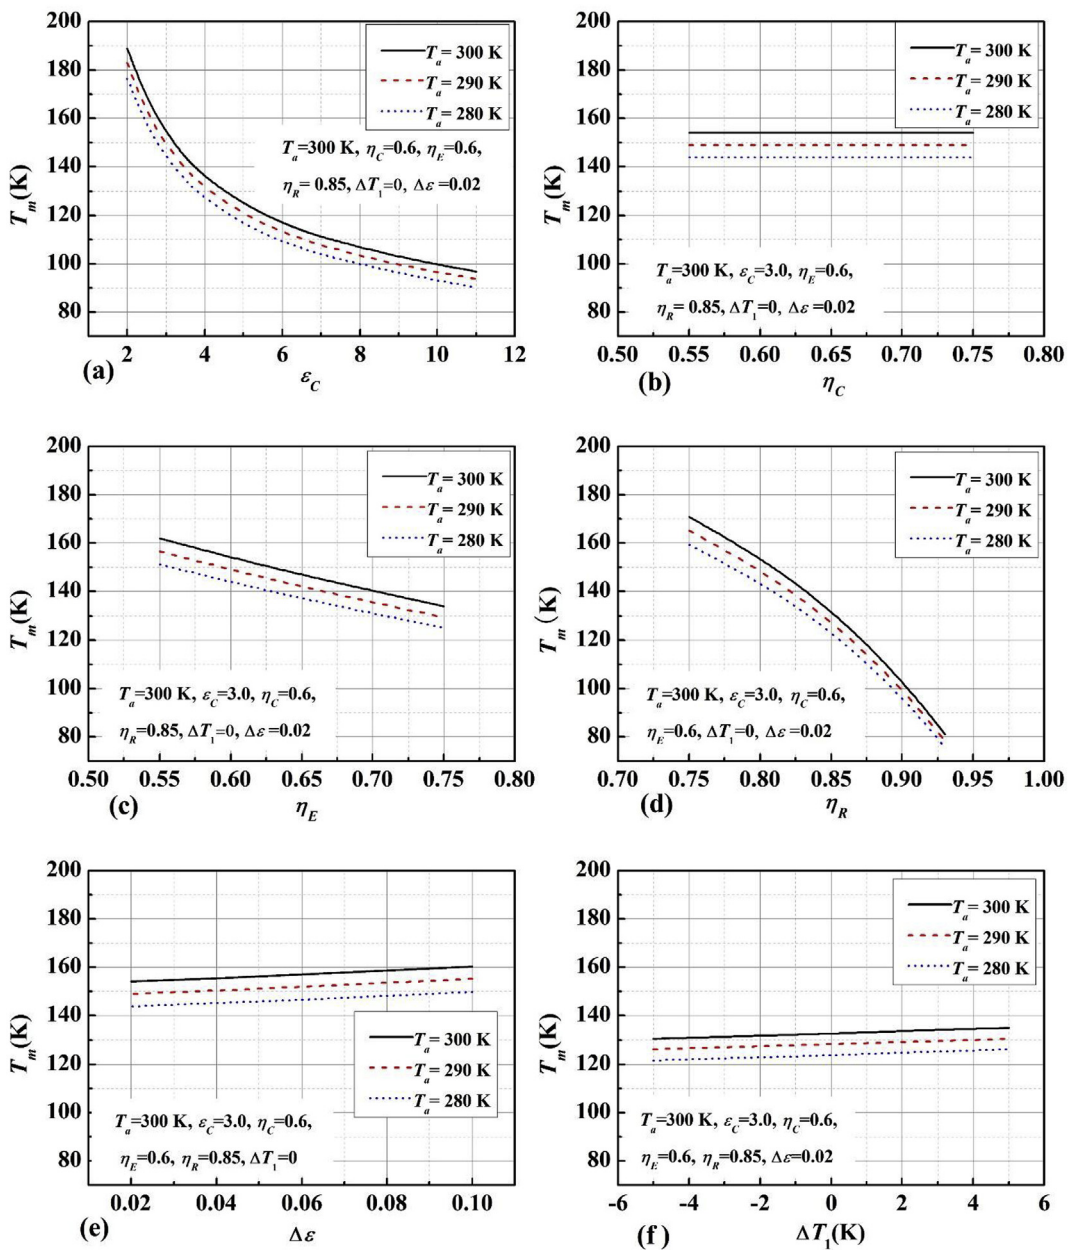 200
180
160
140
120
100
80
T_m(K)
T_a= 300 K
T_a= 290 K
T_a= 280 K
T_a=300 K, η_C=0.6, η_E=0.6,
η_R= 0.85, ΔT_1=0, Δε=0.02
2 4 6 8 10 12
(a) ε_C
200
180
160
140
120
100
80
T_m(K)
T_a= 300 K
T_a= 290 K
T_a= 280 K
T_a=300 K, ε_C=3.0, η_E=0.6,
η_R= 0.85, ΔT_1=0, Δε=0.02
0.50 0.55 0.60 0.65 0.70 0.75 0.80
(b) η_C
200
180
160
140
120
100
80
T_m(K)
T_a= 300 K
T_a= 290 K
T_a= 280 K
T_a=300 K, ε_C=3.0, η_C=0.6,
η_R=0.85, ΔT_1=0, Δε=0.02
0.50 0.55 0.60 0.65 0.70 0.75 0.80
(c) η_E
200
180
160
140
120
100
80
T_m(K)
T_a= 300 K
T_a= 290 K
T_a= 280 K
T_a=300 K, ε_C=3.0, η_C=0.6,
η_E=0.6, ΔT_1=0, Δε=0.02
0.70 0.75 0.80 0.85 0.90 0.95 1.00
(d) η_R
200
180
160
140
120
100
80
T_m(K)
T_a= 300 K
T_a= 290 K
T_a= 280 K
T_a=300 K, ε_C=3.0, η_C=0.6,
η_E=0.6, η_R=0.85, ΔT_1=0
0.02 0.04 0.06 0.08 0.10
(e) Δε
200
180
160
140
120
100
80
T_m(K)
T_a= 300 K
T_a= 290 K
T_a= 280 K
T_a=300 K, ε_C=3.0, η_C=0.6,
η_E=0.6, η_R=0.85, Δε=0.02
-6 -4 -2 0 2 4 6
(f) ΔT_1(K)